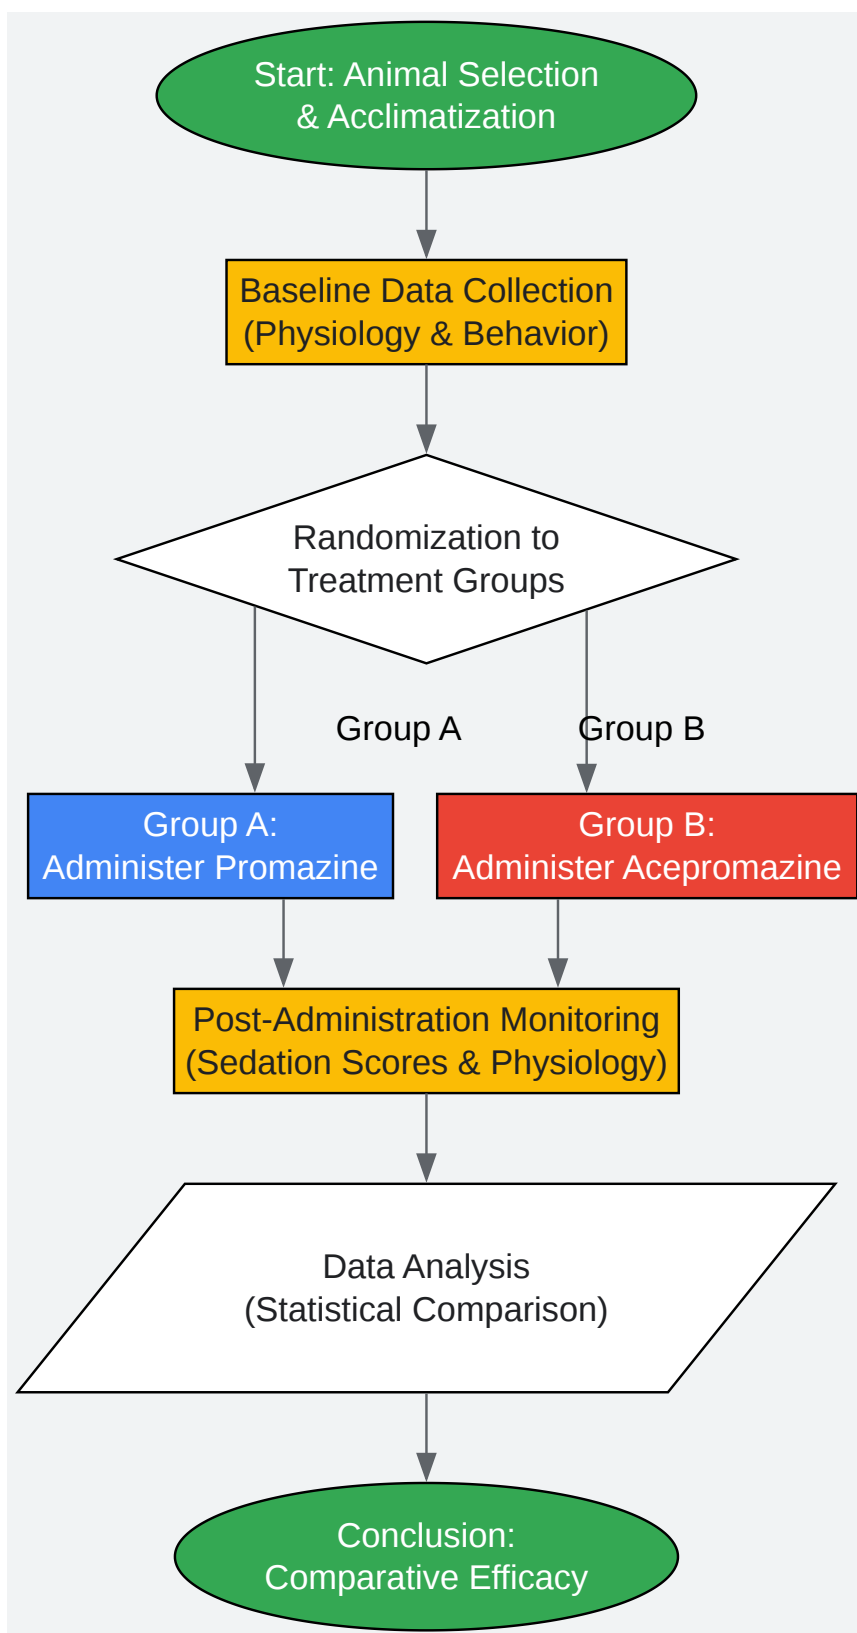 Start: Animal Selection
& Acclimatization
Baseline Data Collection
(Physiology & Behavior)
Randomization to
Treatment Groups
Group A
Group B
Group A:
Administer Promazine
Group B:
Administer Acepromazine
Post-Administration Monitoring
(Sedation Scores & Physiology)
Data Analysis
(Statistical Comparison)
Conclusion:
Comparative Efficacy